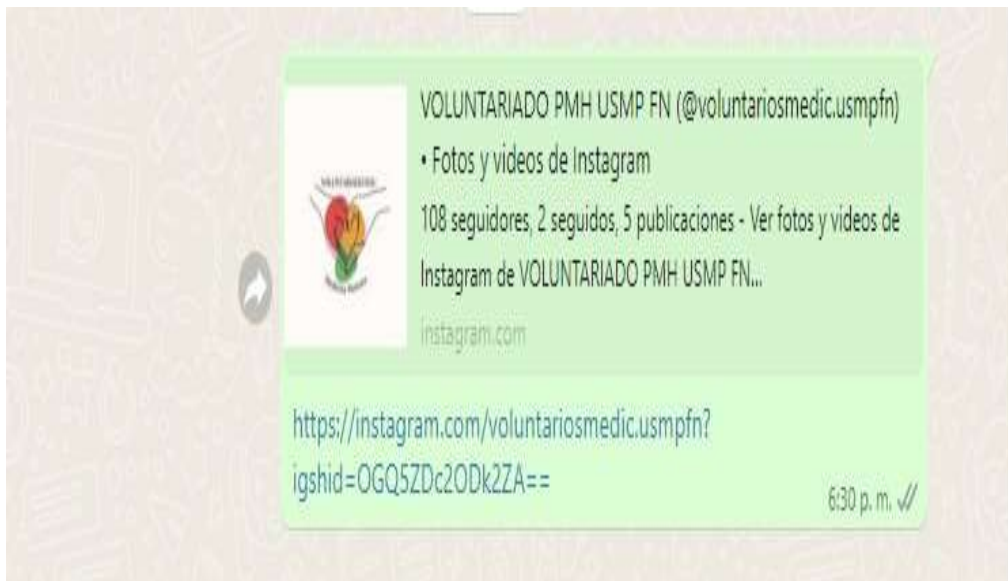 VOLUNTARIADO PMH USMP FN (@voluntariosmedic.usmpfn)
• Fotos y videos de Instagram
108 seguidores, 2 seguidos, 5 publicaciones - Ver fotos y videos de
Instagram de VOLUNTARIADO PMH USMP FN...
instagram.com
https://instagram.com/voluntariosmedic.usmpfn?
igshid=OGQ5ZDc2ODk2ZA==
6:30 p. m.